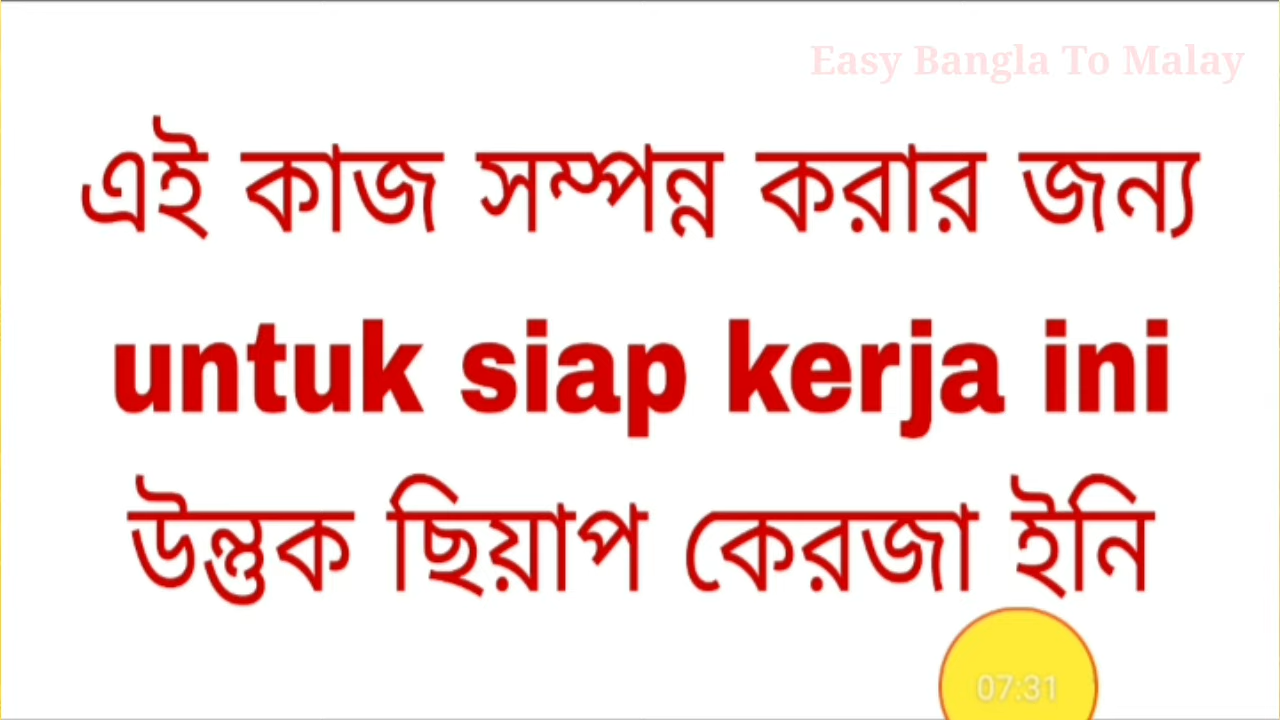 Easy Bangla To Malay
এই কাজ সম্পন্ন করার জন্য
untuk siap kerja ini
উন্তুক ছিয়াপ কেরজা ইনি
07:31